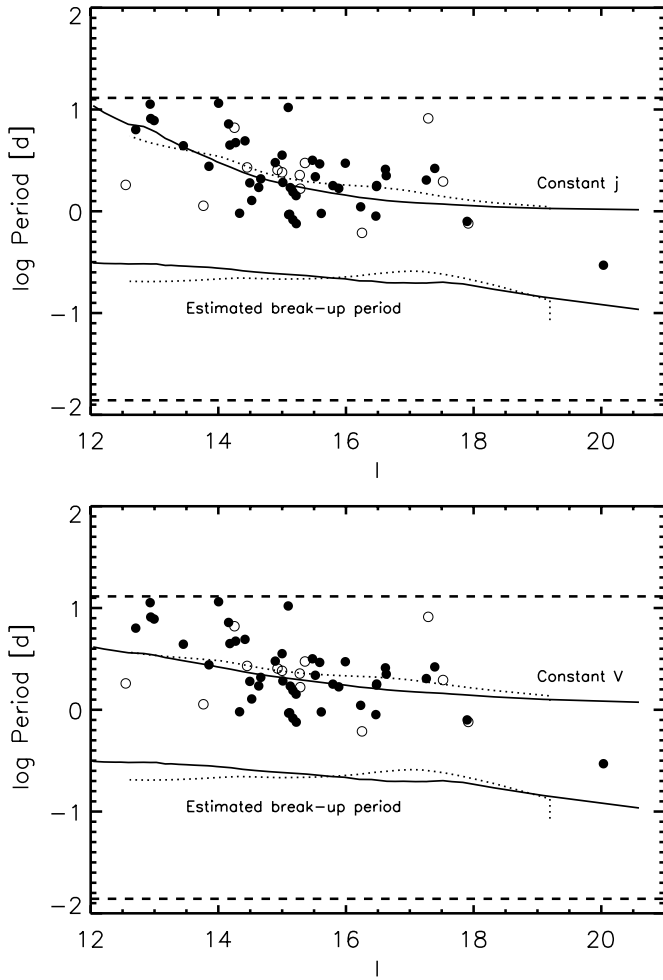 2
1
0
−1
−2
log Period [d]
Constant j
Estimated break−up period
12 14 16 18 20
I
2
1
0
−1
−2
log Period [d]
Constant V
Estimated break−up period
12 14 16 18 20
I